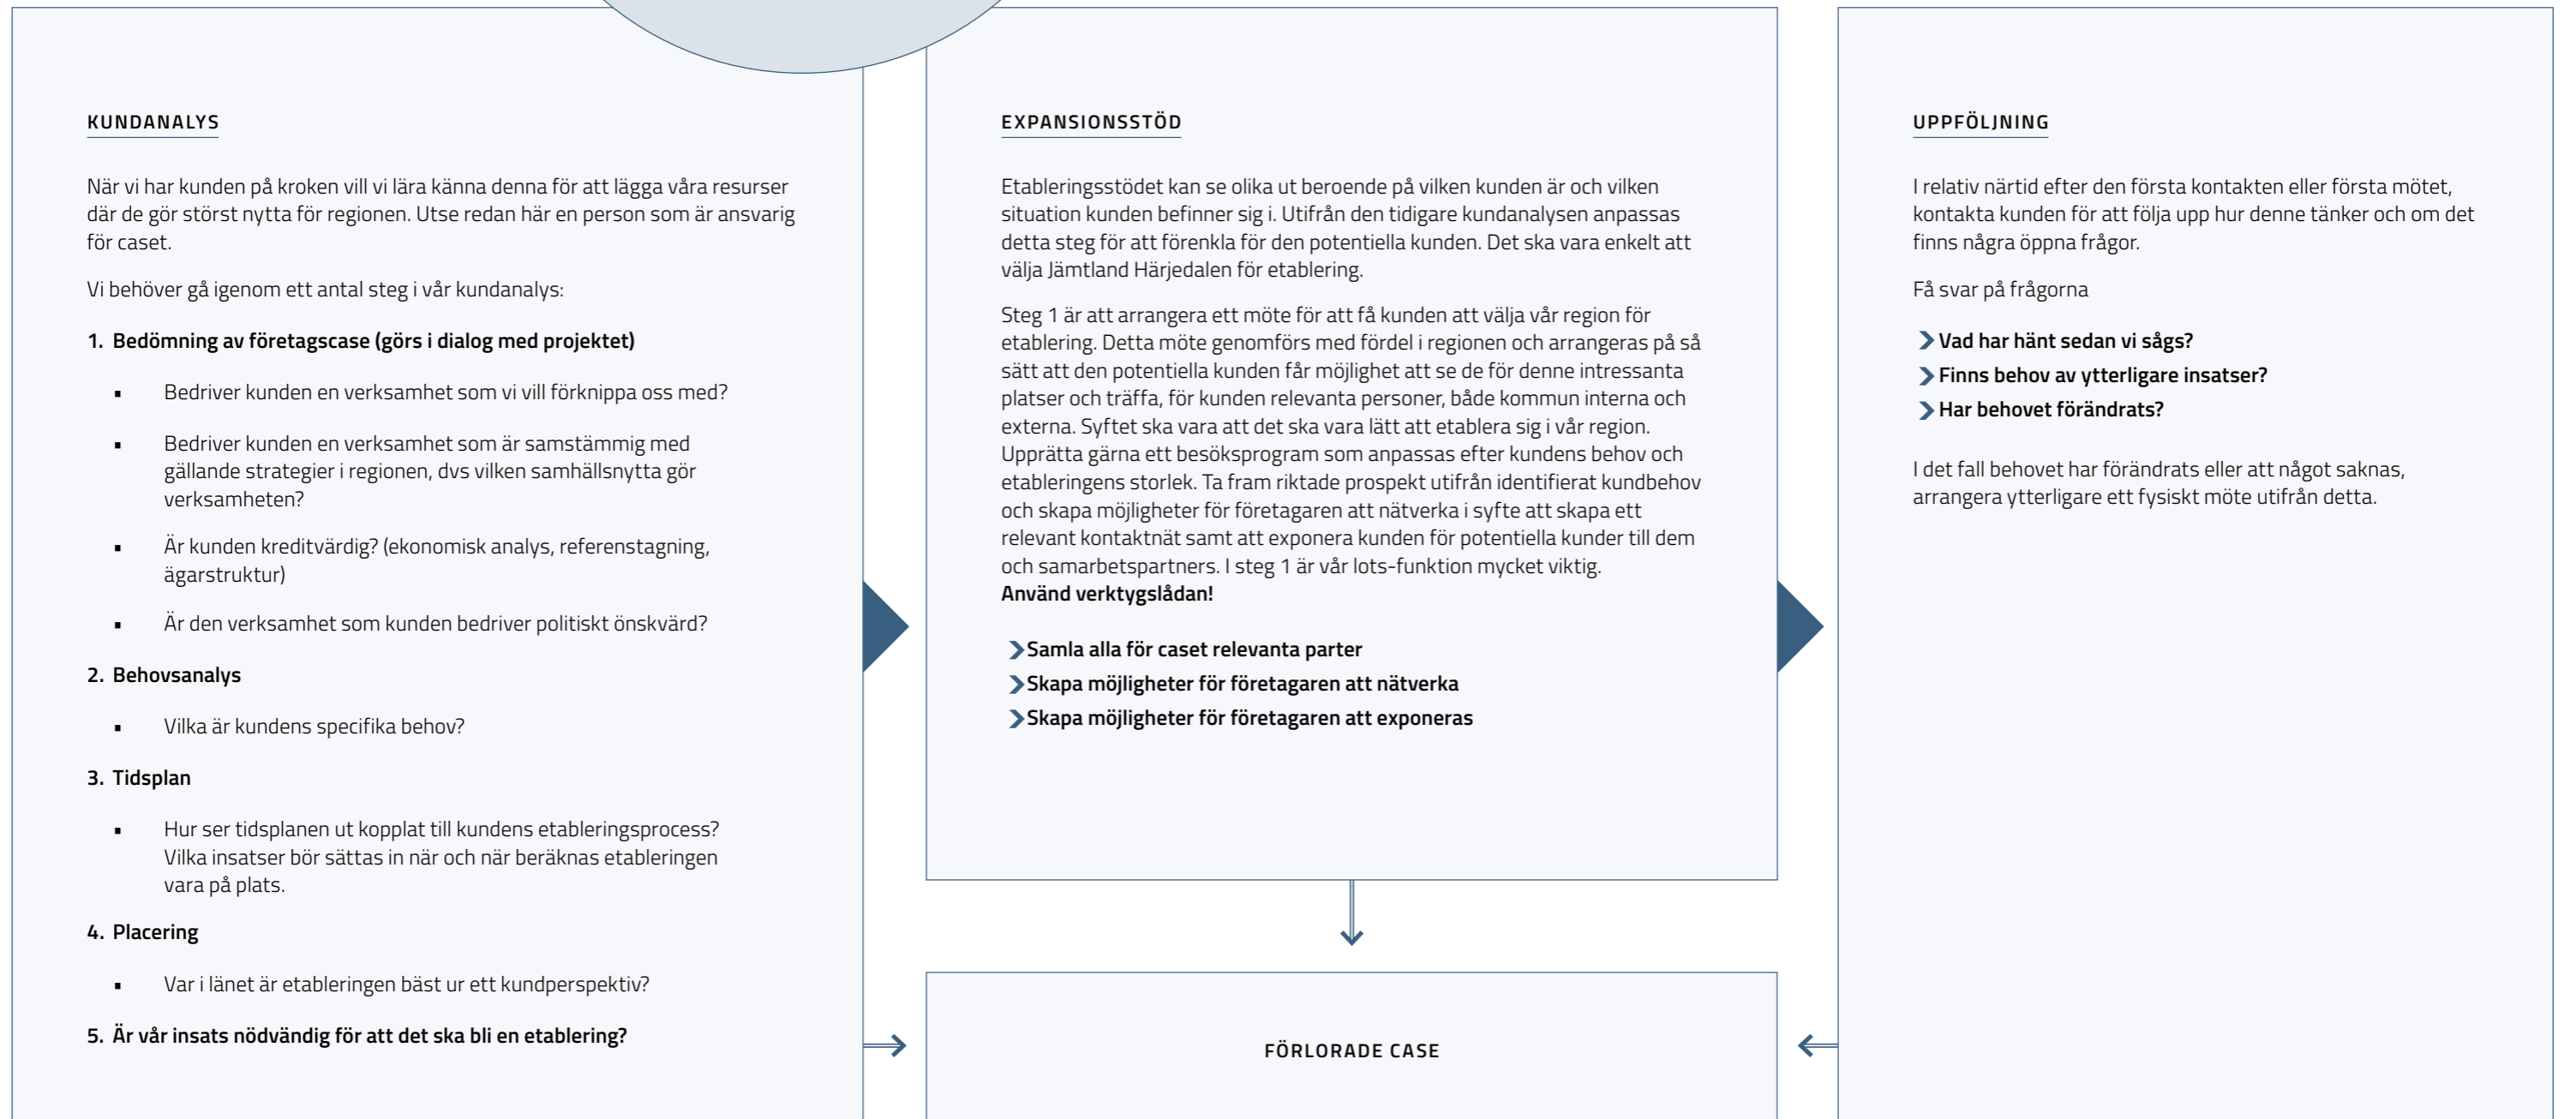 KUNDANALYS
När vi har kunden på kroken vill vi lära känna denna för att lägga våra resurser
där de gör störst nytta för regionen. Utse redan här en person som är ansvarig
för caset.
Vi behöver gå igenom ett antal steg i vår kundanalys:
1. Bedömning av företagscase (görs i dialog med projektet)
▪ Bedriver kunden en verksamhet som vi vill förknippa oss med?
▪ Bedriver kunden en verksamhet som är samstämmig med
gällande strategier i regionen, dvs vilken samhällsnytta gör
verksamheten?
▪ Är kunden kreditvärdig? (ekonomisk analys, referenstagning,
ägarstruktur)
▪ Är den verksamhet som kunden bedriver politiskt önskvärd?
2. Behovsanalys
▪ Vilka är kundens specifika behov?
3. Tidsplan
▪ Hur ser tidsplanen ut kopplat till kundens etableringsprocess?
Vilka insatser bör sättas in när och när beräknas etableringen
vara på plats.
4. Placering
▪ Var i länet är etableringen bäst ur ett kundperspektiv?
5. Är vår insats nödvändig för att det ska bli en etablering?
EXPANSIONSSTÖD
Etableringsstödet kan se olika ut beroende på vilken kunden är och vilken
situation kunden befinner sig i. Utifrån den tidigare kundanalysen anpassas
detta steg för att förenkla för den potentiella kunden. Det ska vara enkelt att
välja Jämtland Härjedalen för etablering.
Steg 1 är att arrangera ett möte för att få kunden att välja vår region för
etablering. Detta möte genomförs med fördel i regionen och arrangeras på så
sätt att den potentiella kunden får möjlighet att se de för denne intressanta
platser och träffa, för kunden relevanta personer, både kommun interna och
externa. Syftet ska vara att det ska vara lätt att etablera sig i vår region.
Upprätta gärna ett besöksprogram som anpassas efter kundens behov och
etableringens storlek. Ta fram riktade prospekt utifrån identifierat kundbehov
och skapa möjligheter för företagaren att nätverka i syfte att skapa ett
relevant kontaktnät samt att exponera kunden för potentiella kunder till dem
och samarbetspartners. I steg 1 är vår lots-funktion mycket viktig.
Använd verktygslådan!
Samla alla för caset relevanta parter
Skapa möjligheter för företagaren att nätverka
Skapa möjligheter för företagaren att exponeras
FÖRLORADE CASE
UPPFÖLJNING
I relativ närtid efter den första kontakten eller första mötet,
kontakta kunden för att följa upp hur denne tänker och om det
finns några öppna frågor.
Få svar på frågorna
Vad har hänt sedan vi sågs?
Finns behov av ytterligare insatser?
Har behovet förändrats?
I det fall behovet har förändrats eller att något saknas,
arrangera ytterligare ett fysiskt möte utifrån detta.